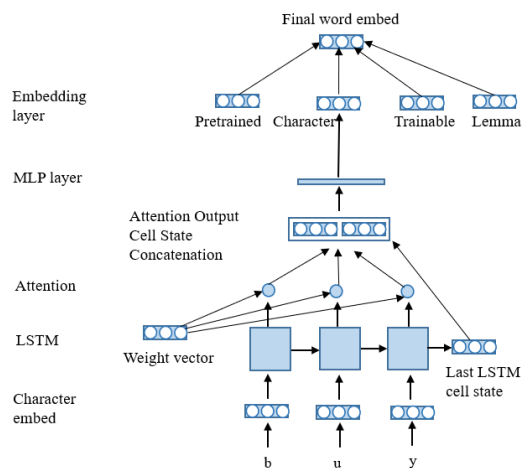 Final word embed
Embedding
layer
Pretrained
Character
Trainable
Lemma
MLP layer
Attention Output
Cell State
Concatenation
Attention
LSTM
Weight vector
Last LSTM
cell state
Character
embed
b
u
y